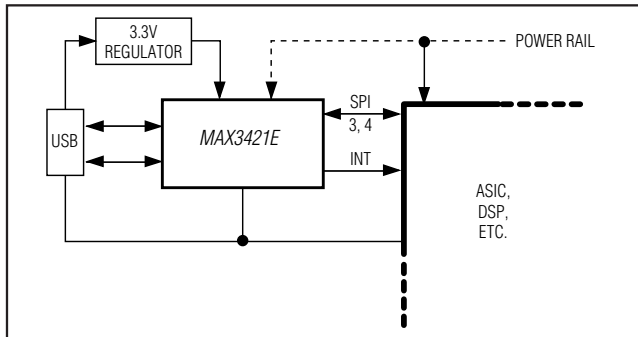 3.3V
REGULATOR
POWER RAIL
USB
MAX3421E
SPI
3, 4
INT
ASIC,
DSP,
ETC.